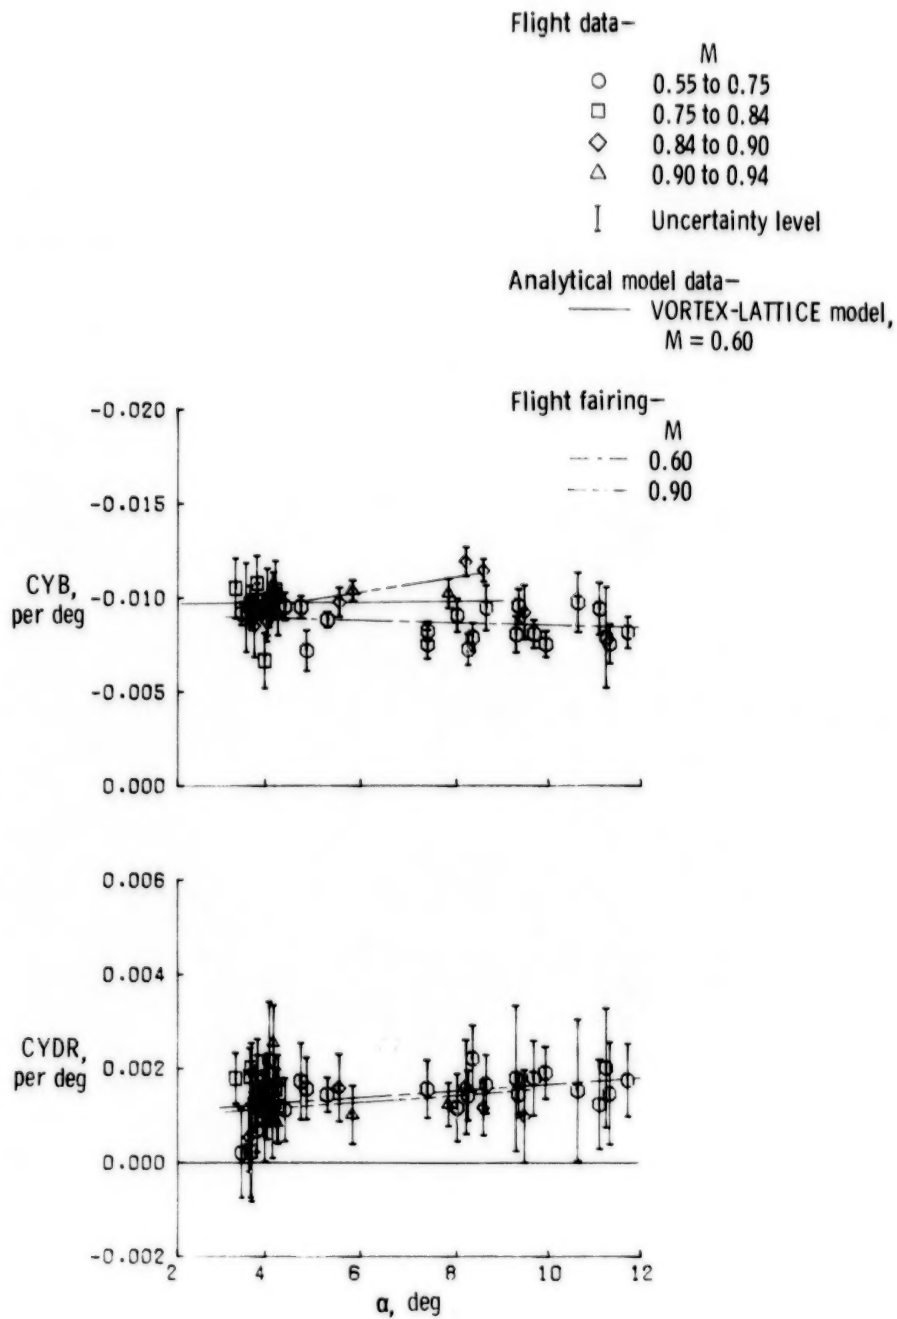 Flight data—
M
0.55 to 0.75
0.75 to 0.84
0.84 to 0.90
0.90 to 0.94
Uncertainty level
Analytical model data—
VORTEX-LATTICE model,
M = 0.60
Flight fairing—
M
0.60
0.90
-0.020
-0.015
CYB,
per deg
-0.010
-0.005
0.000
0.006
0.004
CYDR,
per deg
0.002
0.000
-0.002
2 4 6 8 10 12
α, deg